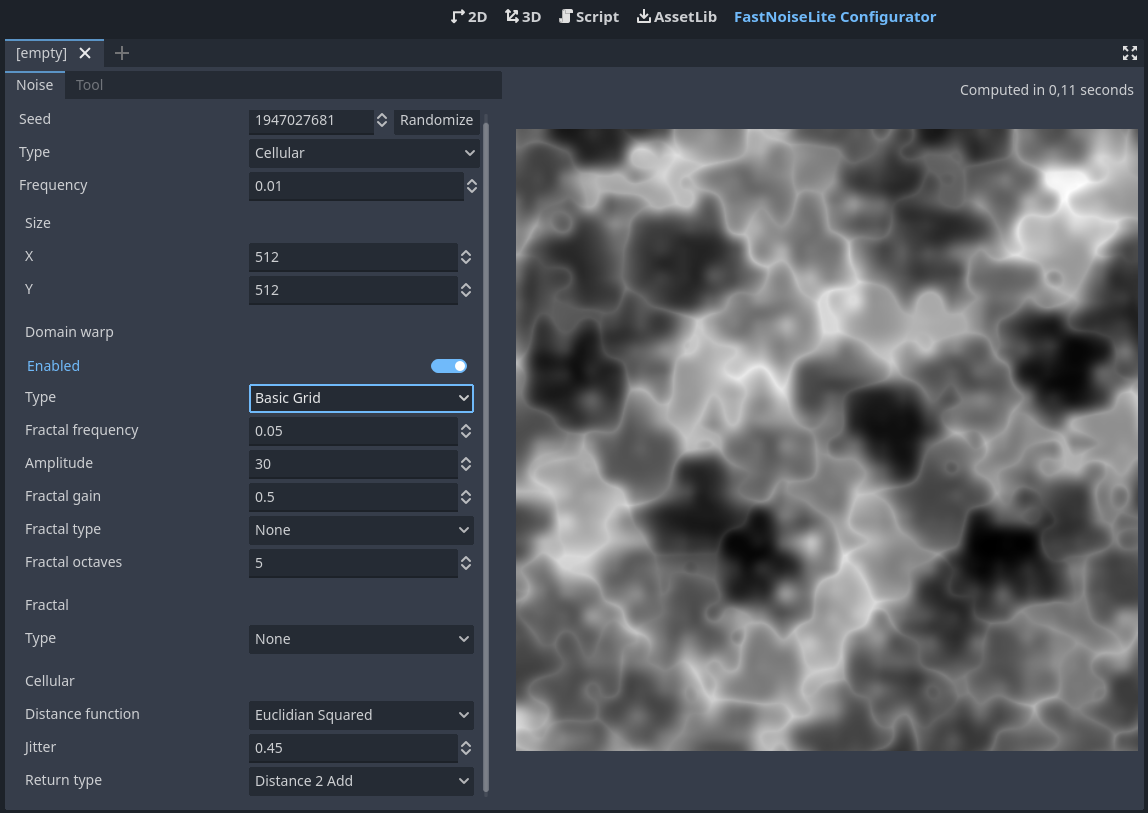 2D 3D Script AssetLib FastNoiseLite Configurator
[empty]
Noise Tool
Computed in 0,11 seconds
Seed 1947027681 Randomize
Type Cellular
Frequency 0.01
Size
X 512
Y 512
Domain warp
Enabled
Type Basic Grid
Fractal frequency 0.05
Amplitude 30
Fractal gain 0.5
Fractal type None
Fractal octaves 5
Fractal
Type None
Cellular
Distance function Euclidian Squared
Jitter 0.45
Return type Distance 2 Add